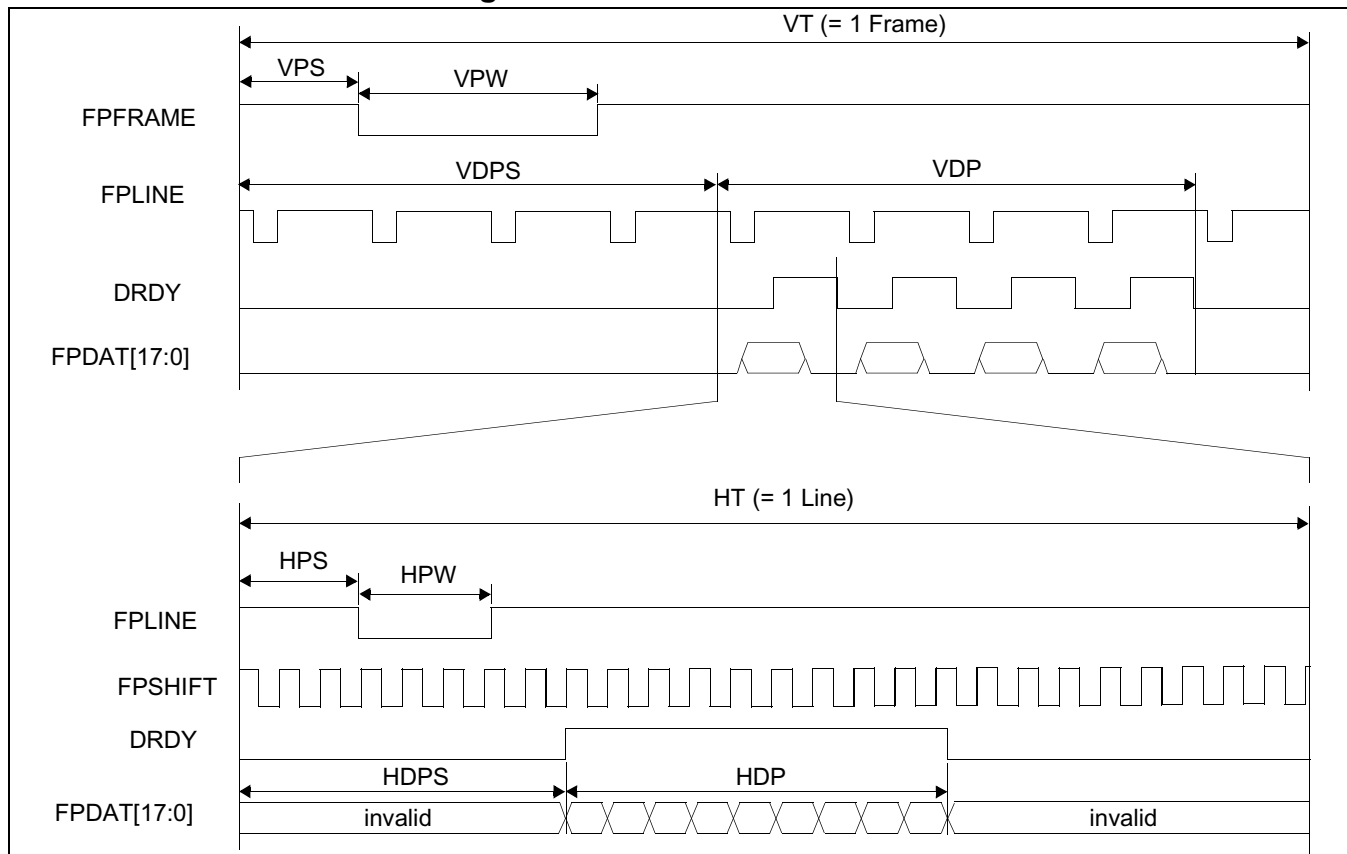 VT (= 1 Frame)
VPS
VPW
FPFRAME
VDPS
VDP
FPLINE
DRDY
FPDAT[17:0]
HT (= 1 Line)
HPS
HPW
FPLINE
FPSHIFT
DRDY
HDPS
HDP
FPDAT[17:0]
invalid
invalid